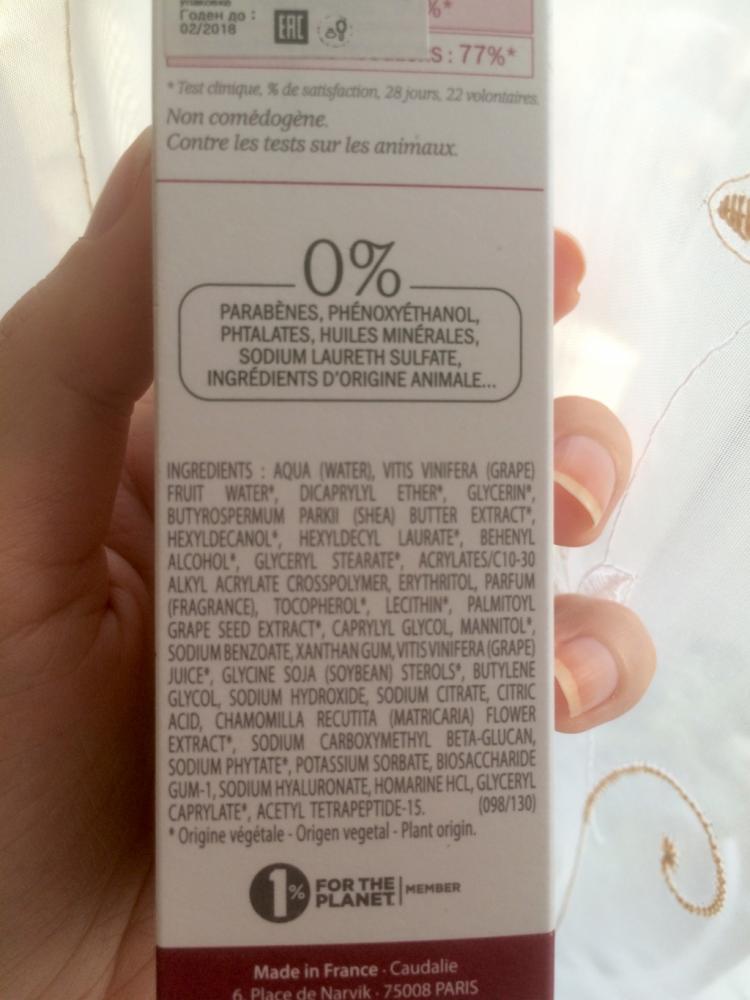 упаковке
Годен до :
02/2018
EAC
%*
S : 77%*
* Test clinique, % de satisfaction, 28 jours, 22 volontaires.
Non comédogène.
Contre les tests sur les animaux.
0%
PARABÈNES, PHÉNOXYÉTHANOL,
PHTALATES, HUILES MINÉRALES,
SODIUM LAURETH SULFATE,
INGRÉDIENTS D'ORIGINE ANIMALE...
INGREDIENTS : AQUA (WATER), VITIS VINIFERA (GRAPE)
FRUIT WATER*, DICAPRYLYL ETHER*, GLYCERIN*,
BUTYROSPERMUM PARKII (SHEA) BUTTER EXTRACT*,
HEXYLDECANOL*, HEXYLDECYL LAURATE*, BEHENYL
ALCOHOL*, GLYCERYL STEARATE*, ACRYLATES/C10-30
ALKYL ACRYLATE CROSSPOLYMER, ERYTHRITOL, PARFUM
(FRAGRANCE), TOCOPHEROL*, LECITHIN*, PALMITOYL
GRAPE SEED EXTRACT*, CAPRYLYL GLYCOL, MANNITOL*,
SODIUM BENZOATE, XANTHAN GUM, VITIS VINIFERA (GRAPE)
JUICE*, GLYCINE SOJA (SOYBEAN) STEROLS*, BUTYLENE
GLYCOL, SODIUM HYDROXIDE, SODIUM CITRATE, CITRIC
ACID, CHAMOMILLA RECUTITA (MATRICARIA) FLOWER
EXTRACT*, SODIUM CARBOXYMETHYL BETA-GLUCAN,
SODIUM PHYTATE*, POTASSIUM SORBATE, BIOSACCHARIDE
GUM-1, SODIUM HYALURONATE, HOMARINE HCL, GLYCERYL
CAPRYLATE*, ACETYL TETRAPEPTIDE-15. (098/130)
* Origine végétale - Origen vegetal - Plant origin.
1% FOR THE PLANET MEMBER
Made in France · Caudalie
6, Place de Narvik · 75008 PARIS